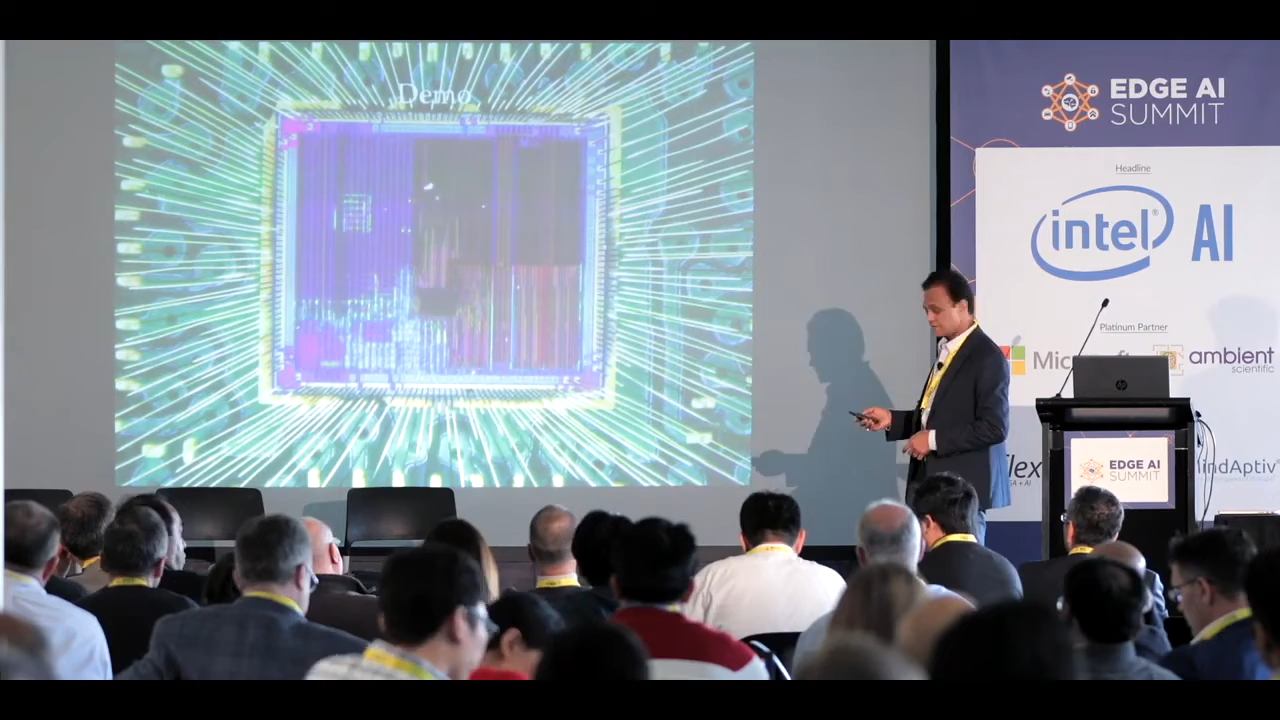 Demo
EDGE AI
SUMMIT
Headline
intel® AI
Platinum Partner
ambient
scientific
EDGE AI
SUMMIT